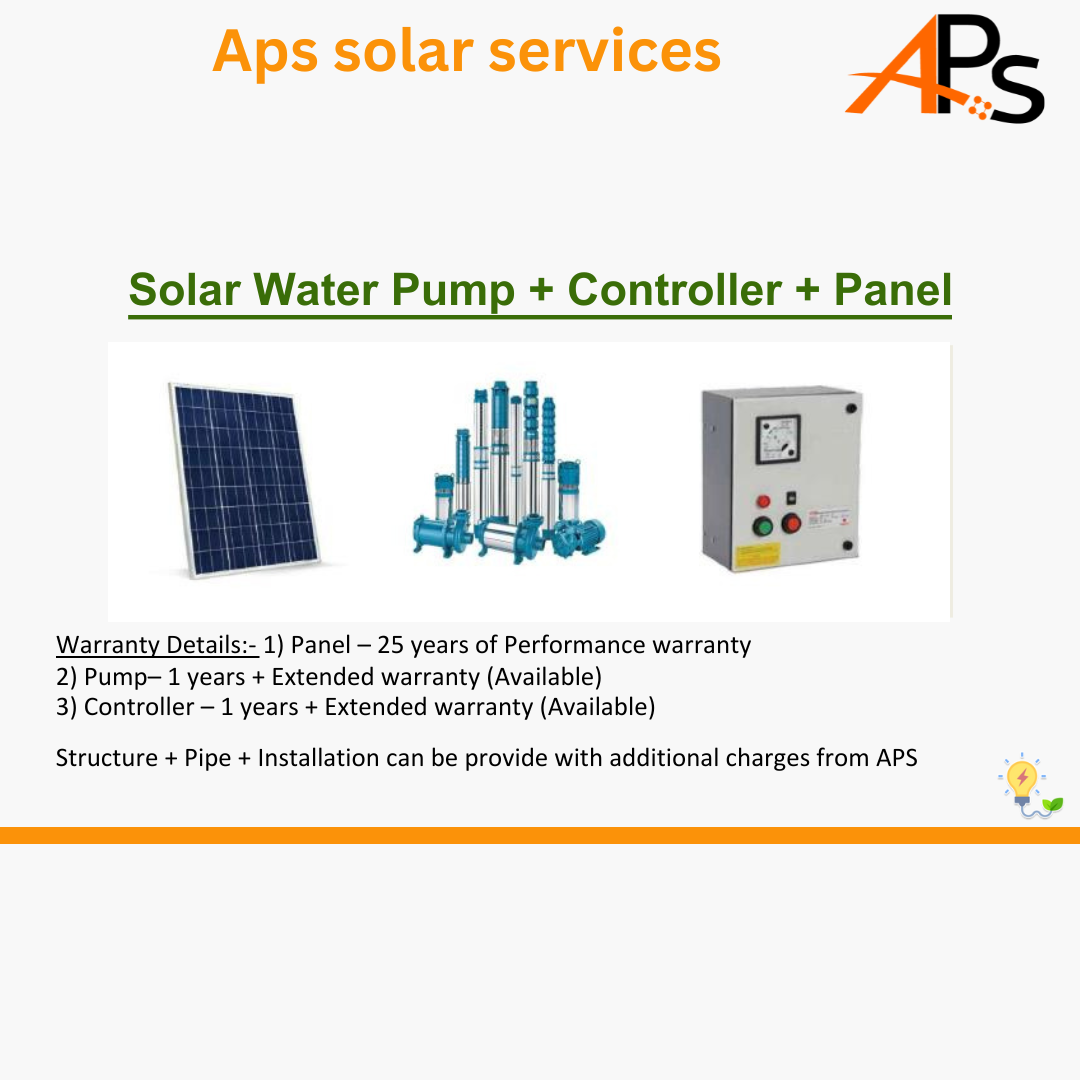 Aps solar services
APS
Solar Water Pump + Controller + Panel
Warranty Details:- 1) Panel – 25 years of Performance warranty
2) Pump– 1 years + Extended warranty (Available)
3) Controller – 1 years + Extended warranty (Available)
Structure + Pipe + Installation can be provide with additional charges from APS